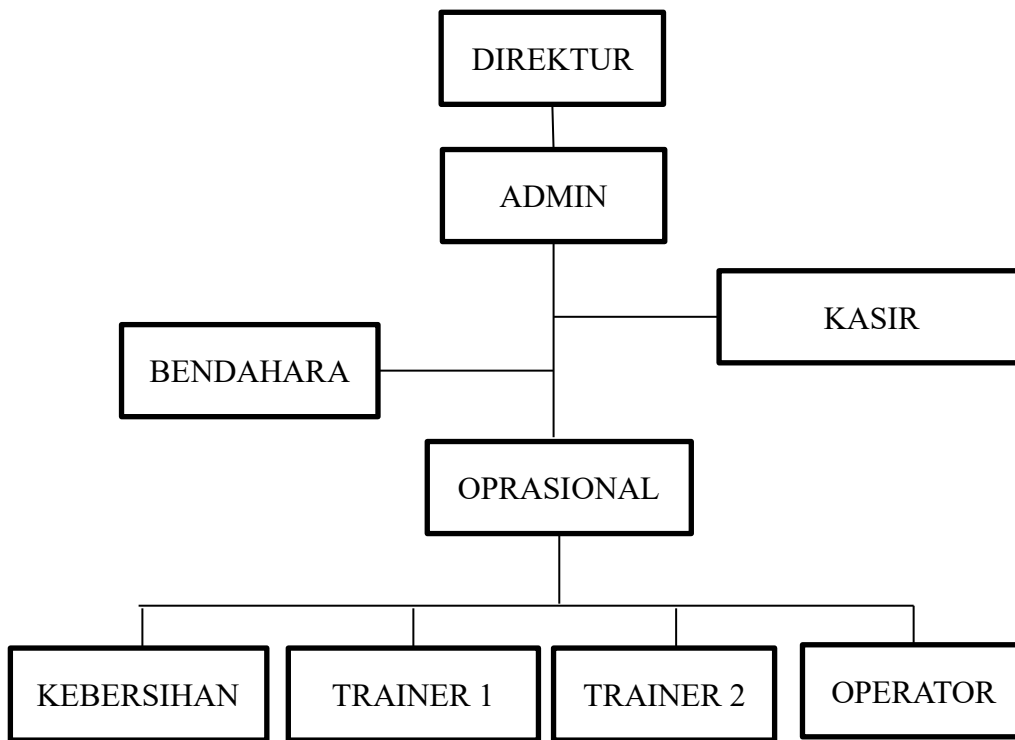 DIREKTUR
ADMIN
KASIR
BENDAHARA
OPRASIONAL
KEBERSIHAN
TRAINER 1
TRAINER 2
OPERATOR